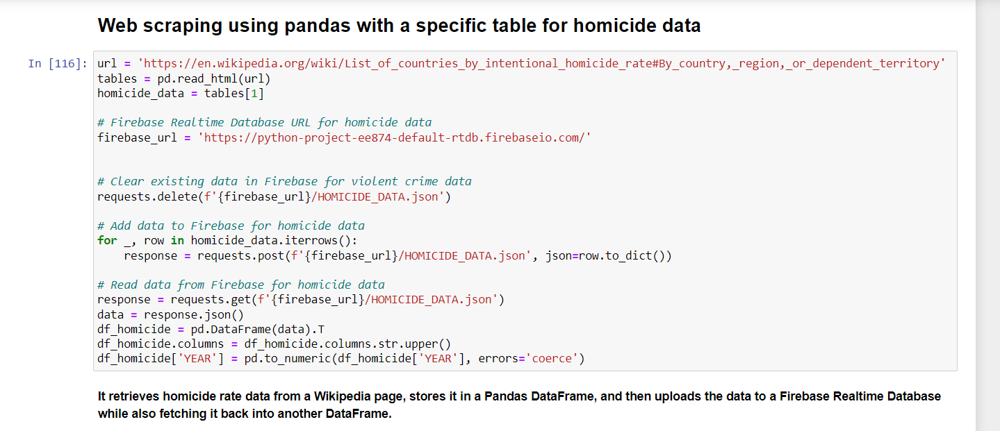 Web scraping using pandas with a specific table for homicide data
In [116]: url = 'https://en.wikipedia.org/wiki/List_of_countries_by_intentional_homicide_rate#By_country,_region,_or_dependent_territory'
tables = pd.read_html(url)
homicide_data = tables[1]
# Firebase Realtime Database URL for homicide data
firebase_url = 'https://python-project-ee874-default-rtdb.firebaseio.com/'
# Clear existing data in Firebase for violent crime data
requests.delete(f'{firebase_url}/HOMICIDE_DATA.json')
# Add data to Firebase for homicide data
for _, row in homicide_data.iterrows():
    response = requests.post(f'{firebase_url}/HOMICIDE_DATA.json', json=row.to_dict())
# Read data from Firebase for homicide data
response = requests.get(f'{firebase_url}/HOMICIDE_DATA.json')
data = response.json()
df_homicide = pd.DataFrame(data).T
df_homicide.columns = df_homicide.columns.str.upper()
df_homicide['YEAR'] = pd.to_numeric(df_homicide['YEAR'], errors='coerce')
It retrieves homicide rate data from a Wikipedia page, stores it in a Pandas DataFrame, and then uploads the data to a Firebase Realtime Database
while also fetching it back into another DataFrame.